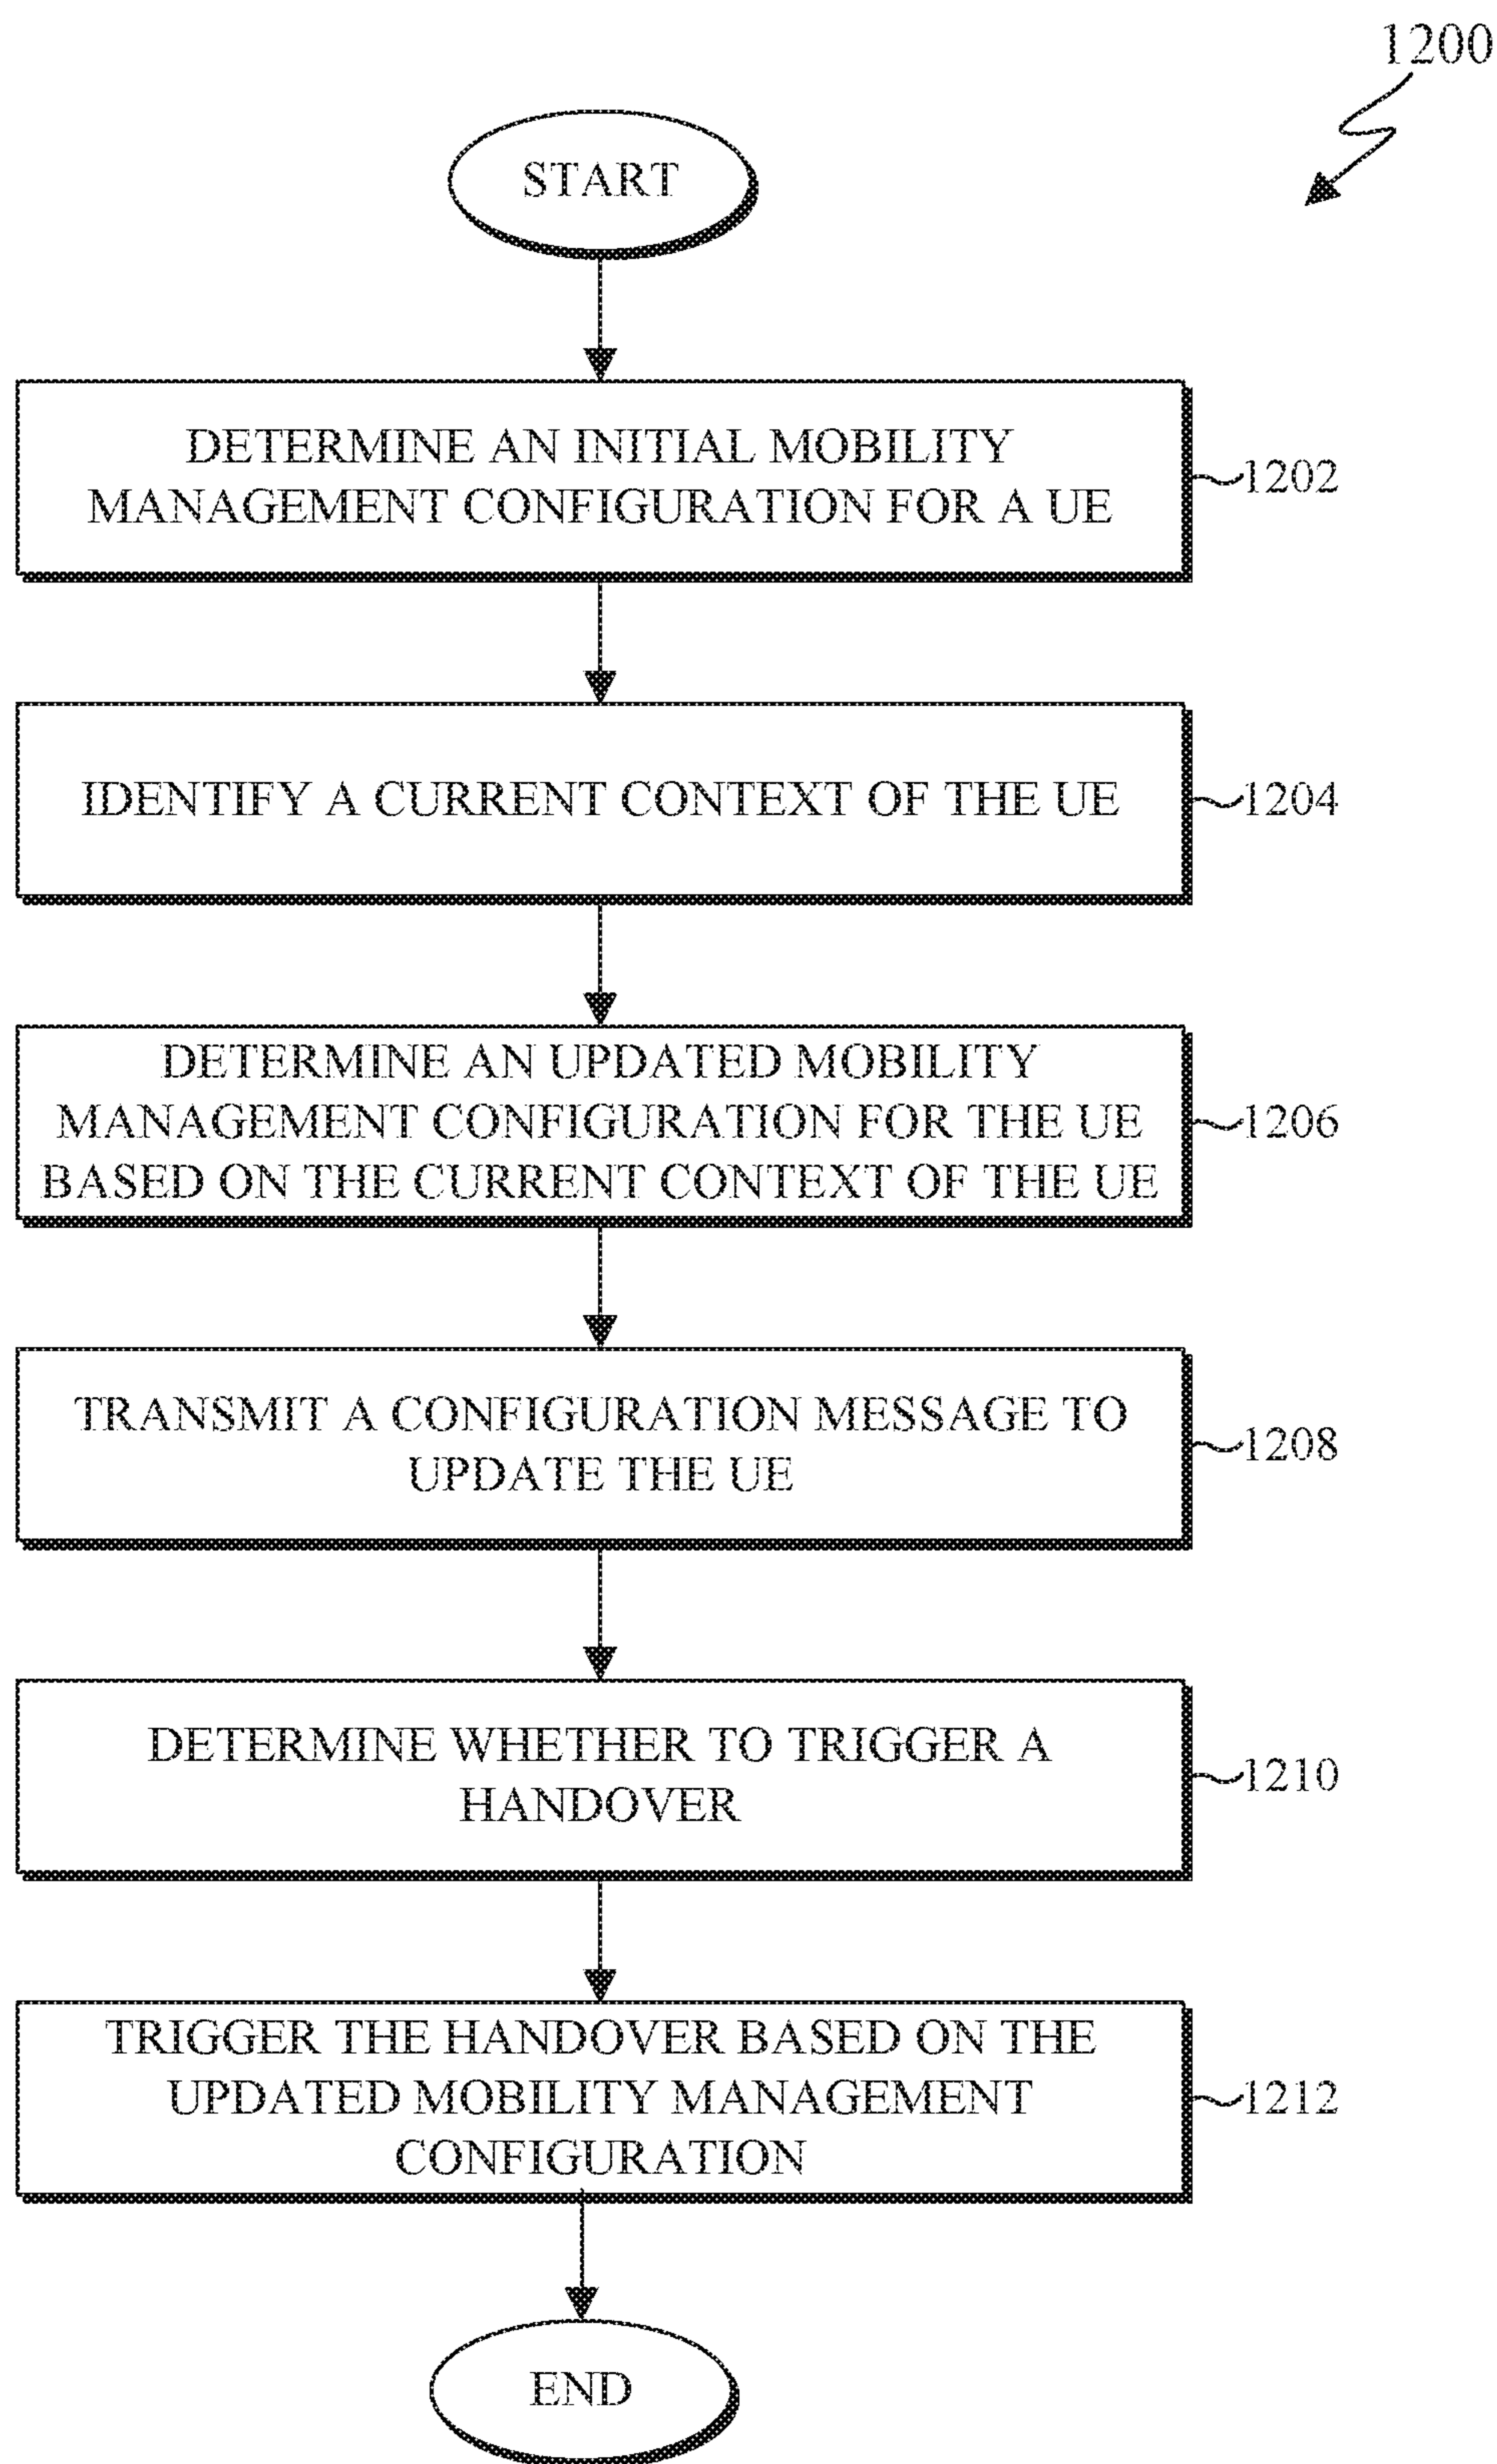 1200
START
DETERMINE AN INITIAL MOBILITY
MANAGEMENT CONFIGURATION FOR A UE
1202
IDENTIFY A CURRENT CONTEXT OF THE UE
1204
DETERMINE AN UPDATED MOBILITY
MANAGEMENT CONFIGURATION FOR THE UE
BASED ON THE CURRENT CONTEXT OF THE UE
1206
TRANSMIT A CONFIGURATION MESSAGE TO
UPDATE THE UE
1208
DETERMINE WHETHER TO TRIGGER A
HANDOVER
1210
TRIGGER THE HANDOVER BASED ON THE
UPDATED MOBILITY MANAGEMENT
CONFIGURATION
1212
END